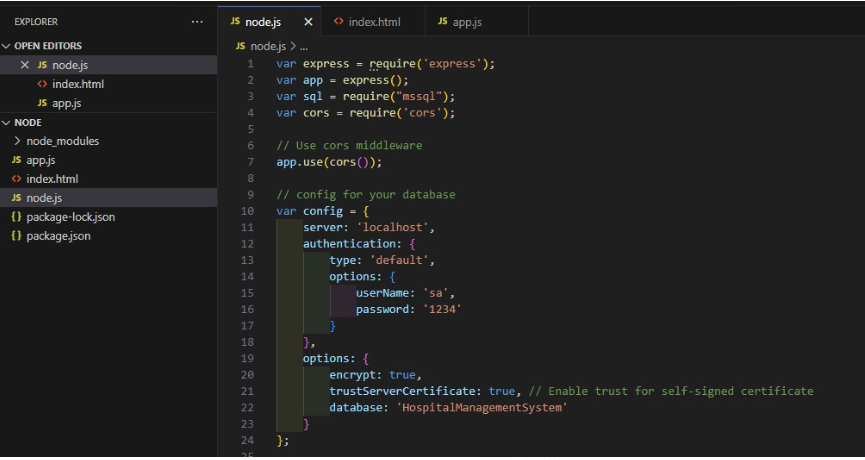 EXPLORER
...
OPEN EDITORS
JS node.js
<> index.html
JS app.js
NODE
node_modules
JS app.js
<> index.html
JS node.js
{} package-lock.json
{} package.json
JS node.js
<> index.html
JS app.js
JS node.js > ...
1 var express = require('express');
2 var app = express();
3 var sql = require("mssql");
4 var cors = require('cors');
5
6 // Use cors middleware
7 app.use(cors());
8
9 // config for your database
10 var config = {
11     server: 'localhost',
12     authentication: {
13         type: 'default',
14         options: {
15             userName: 'sa',
16             password: '1234'
17         }
18     },
19     options: {
20         encrypt: true,
21         trustServerCertificate: true, // Enable trust for self-signed certificate
22         database: 'HospitalManagementSystem'
23     }
24 };
25